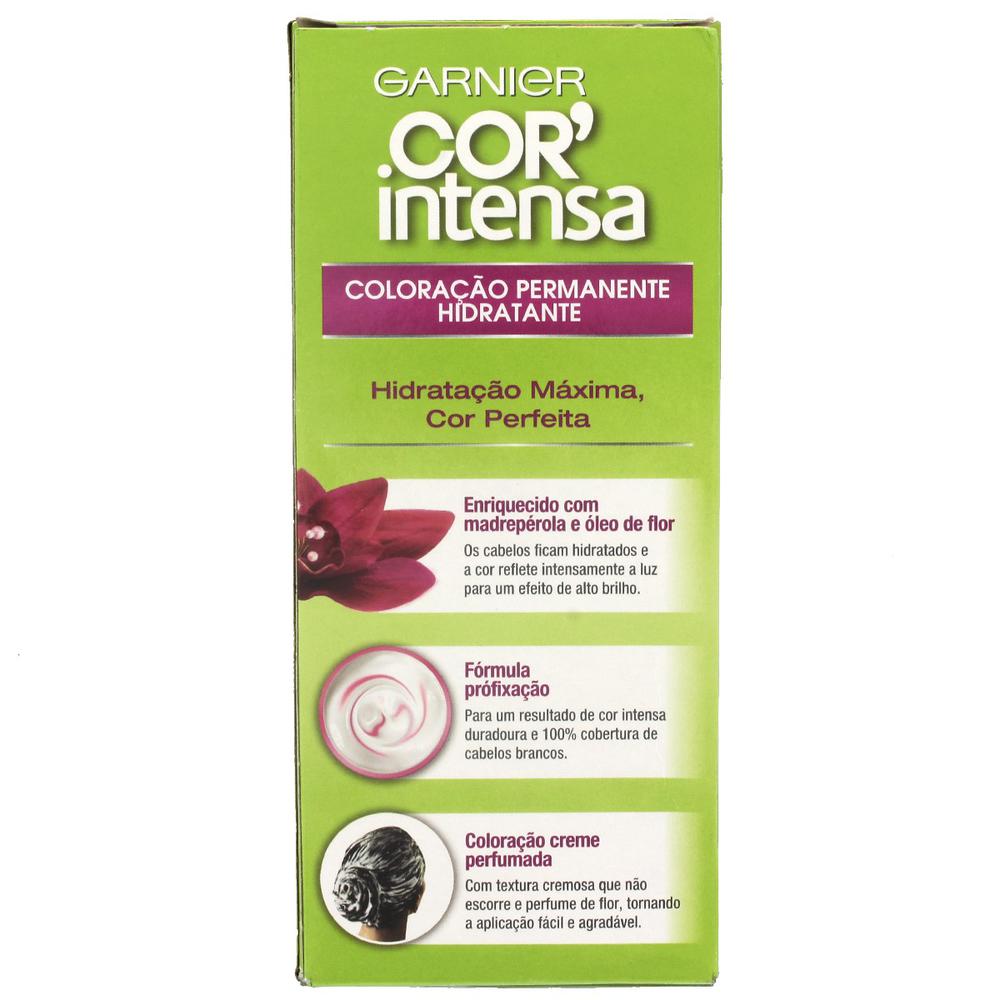 GARNIER
COR'
intensa
COLORAÇÃO PERMANENTE
HIDRATANTE
Hidratação Máxima,
Cor Perfeita
Enriquecido com
madrepérola e óleo de flor
Os cabelos ficam hidratados e
a cor reflete intensamente a luz
para um efeito de alto brilho.
Fórmula
prófixação
Para um resultado de cor intensa
duradoura e 100% cobertura de
cabelos brancos.
Coloração creme
perfumada
Com textura cremosa que não
escorre e perfume de flor, tornando
a aplicação fácil e agradável.